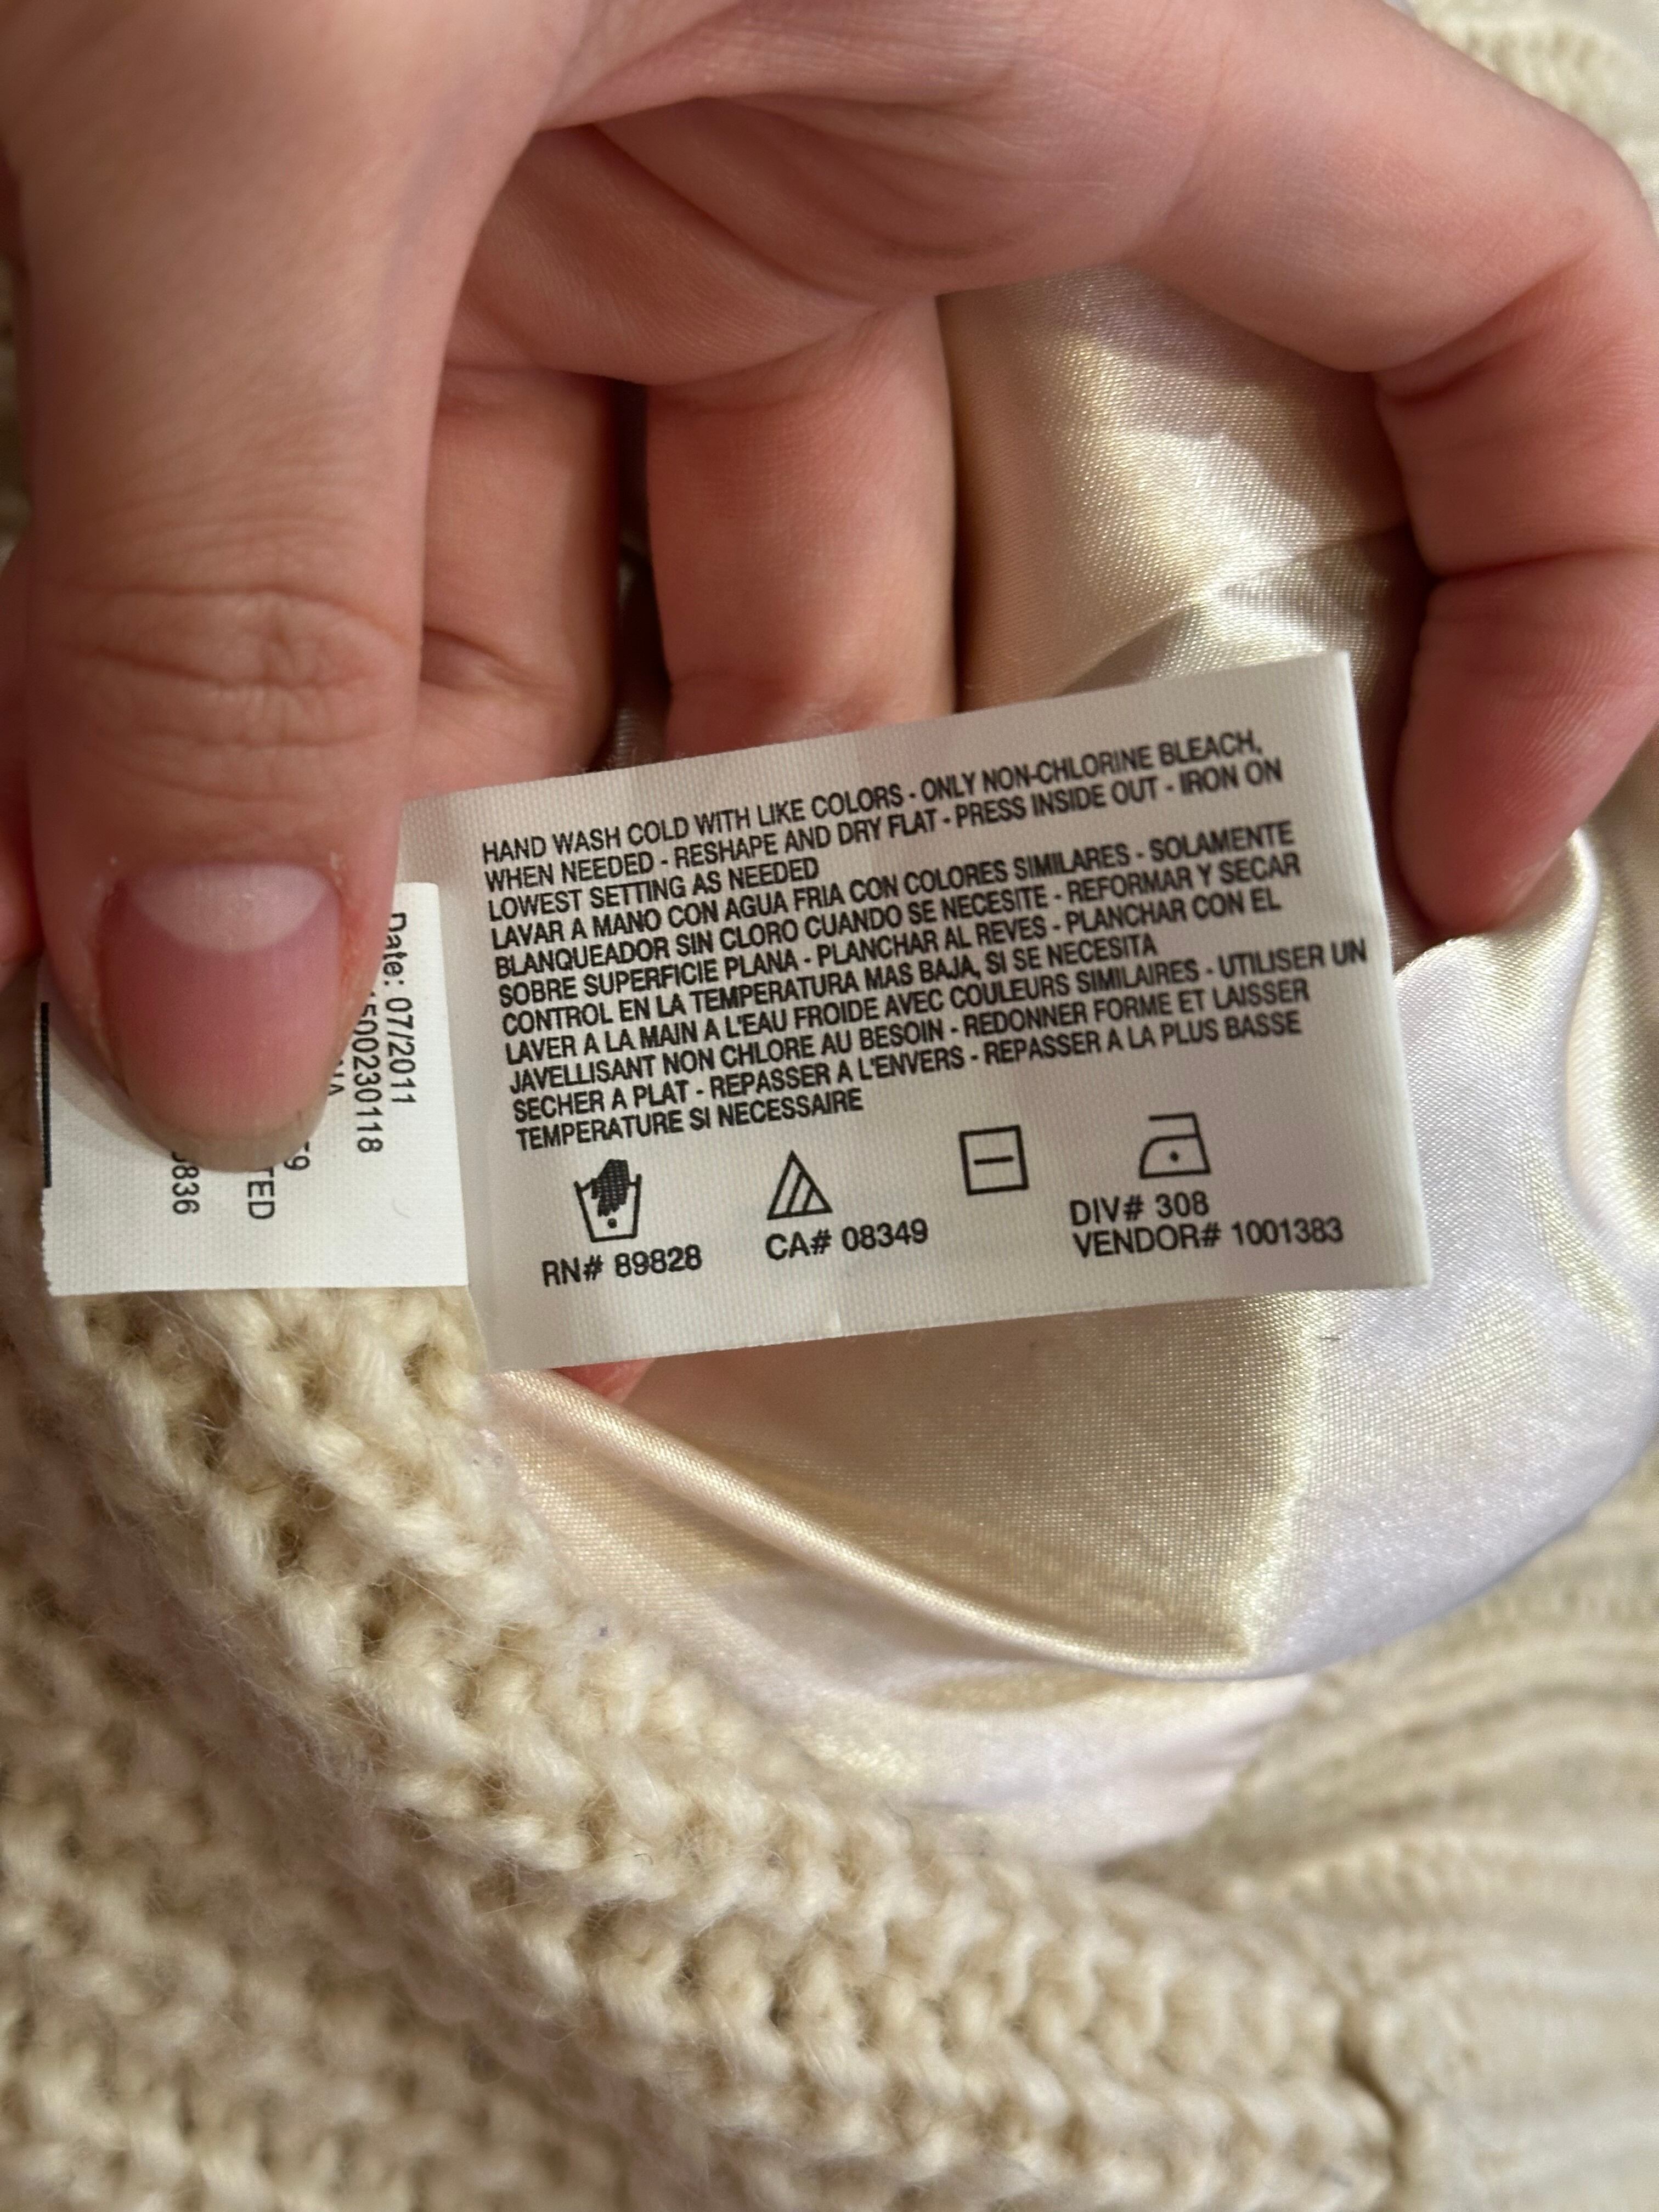 HAND WASH COLD WITH LIKE COLORS - ONLY NON-CHLORINE BLEACH,
WHEN NEEDED - RESHAPE AND DRY FLAT - PRESS INSIDE OUT - IRON ON
LOWEST SETTING AS NEEDED
LAVAR A MANO CON AGUA FRIA CON COLORES SIMILARES - SOLAMENTE
BLANQUEADOR SIN CLORO CUANDO SE NECESITE - REFORMAR Y SECAR
SOBRE SUPERFICIE PLANA - PLANCHAR AL REVES - PLANCHAR CON EL
CONTROL EN LA TEMPERATURA MAS BAJA, SI SE NECESITA
LAVER A LA MAIN A L'EAU FROIDE AVEC COULEURS SIMILAIRES - UTILISER UN
JAVELLISANT NON CHLORE AU BESOIN - REDONNER FORME ET LAISSER
SECHER A PLAT - REPASSER A L'ENVERS - REPASSER A LA PLUS BASSE
TEMPERATURE SI NECESSAIRE
RN# 89828
CA# 08349
DIV# 308
VENDOR# 1001383
Date: 07/2011
4500230118
TED
836